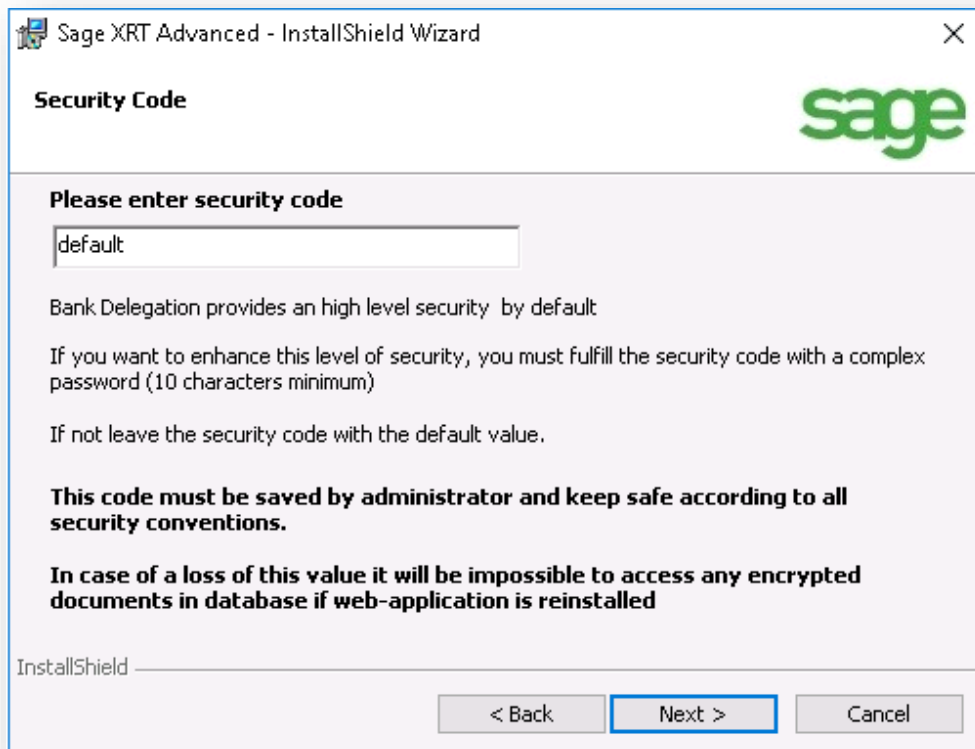 Sage XRT Advanced - InstallShield Wizard
Security Code
sage
Please enter security code
default
Bank Delegation provides an high level security  by default
If you want to enhance this level of security, you must fulfill the security code with a complex
password (10 characters minimum)
If not leave the security code with the default value.
This code must be saved by administrator and keep safe according to all
security conventions.
In case of a loss of this value it will be impossible to access any encrypted
documents in database if web-application is reinstalled
InstallShield
< Back Next > Cancel